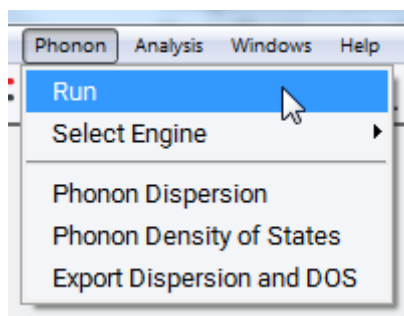 Phonon Analysis Windows Help
Run
Select Engine
Phonon Dispersion
Phonon Density of States
Export Dispersion and DOS